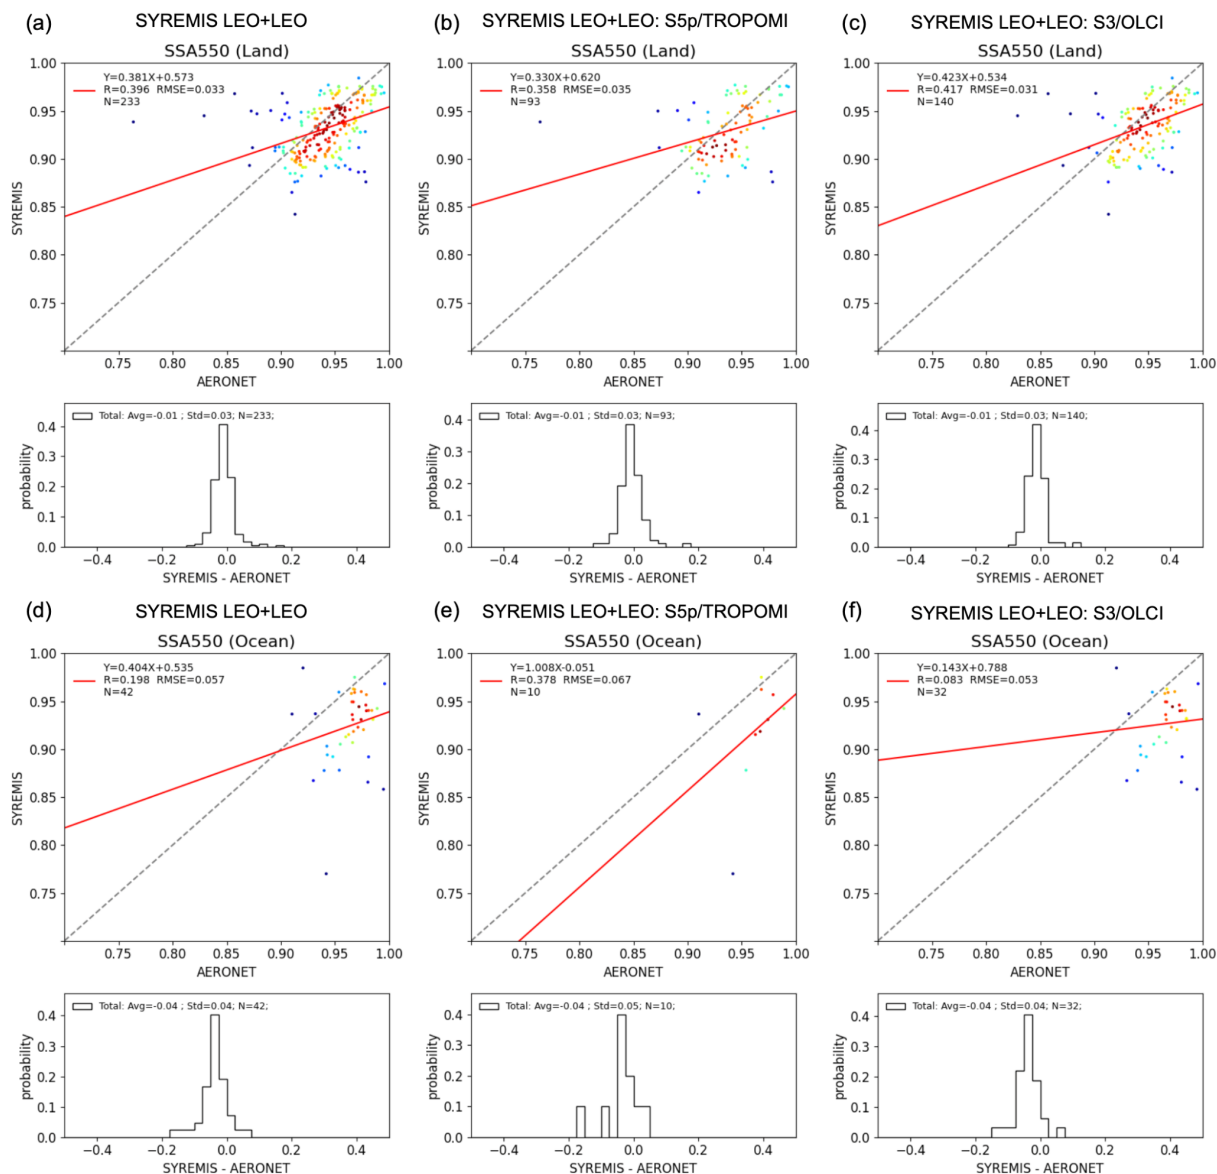 (a) SYREMIS LEO+LEO
SSA550 (Land)
Y=0.381X+0.573
R=0.396 RMSE=0.033
N=233
1.00
0.95
0.90
0.85
0.80
0.75
SYREMIS
0.75 0.80 0.85 0.90 0.95 1.00
AERONET
Total: Avg=-0.01 ; Std=0.03; N=233;
0.4
0.3
0.2
0.1
0.0
probability
−0.4 −0.2 0.0 0.2 0.4
SYREMIS - AERONET
(b) SYREMIS LEO+LEO: S5p/TROPOMI
SSA550 (Land)
Y=0.330X+0.620
R=0.358 RMSE=0.035
N=93
1.00
0.95
0.90
0.85
0.80
0.75
SYREMIS
0.75 0.80 0.85 0.90 0.95 1.00
AERONET
Total: Avg=-0.01 ; Std=0.03; N=93;
0.4
0.3
0.2
0.1
0.0
probability
−0.4 −0.2 0.0 0.2 0.4
SYREMIS - AERONET
(c) SYREMIS LEO+LEO: S3/OLCI
SSA550 (Land)
Y=0.423X+0.534
R=0.417 RMSE=0.031
N=140
1.00
0.95
0.90
0.85
0.80
0.75
SYREMIS
0.75 0.80 0.85 0.90 0.95 1.00
AERONET
Total: Avg=-0.01 ; Std=0.03; N=140;
0.4
0.3
0.2
0.1
0.0
probability
−0.4 −0.2 0.0 0.2 0.4
SYREMIS - AERONET
(d) SYREMIS LEO+LEO
SSA550 (Ocean)
Y=0.404X+0.535
R=0.198 RMSE=0.057
N=42
1.00
0.95
0.90
0.85
0.80
0.75
SYREMIS
0.75 0.80 0.85 0.90 0.95 1.00
AERONET
Total: Avg=-0.04 ; Std=0.04; N=42;
0.4
0.3
0.2
0.1
0.0
probability
−0.4 −0.2 0.0 0.2 0.4
SYREMIS - AERONET
(e) SYREMIS LEO+LEO: S5p/TROPOMI
SSA550 (Ocean)
Y=1.008X-0.051
R=0.378 RMSE=0.067
N=10
1.00
0.95
0.90
0.85
0.80
0.75
SYREMIS
0.75 0.80 0.85 0.90 0.95 1.00
AERONET
Total: Avg=-0.04 ; Std=0.05; N=10;
0.4
0.3
0.2
0.1
0.0
probability
−0.4 −0.2 0.0 0.2 0.4
SYREMIS - AERONET
(f) SYREMIS LEO+LEO: S3/OLCI
SSA550 (Ocean)
Y=0.143X+0.788
R=0.083 RMSE=0.053
N=32
1.00
0.95
0.90
0.85
0.80
0.75
SYREMIS
0.75 0.80 0.85 0.90 0.95 1.00
AERONET
Total: Avg=-0.04 ; Std=0.04; N=32;
0.4
0.3
0.2
0.1
0.0
probability
−0.4 −0.2 0.0 0.2 0.4
SYREMIS - AERONET